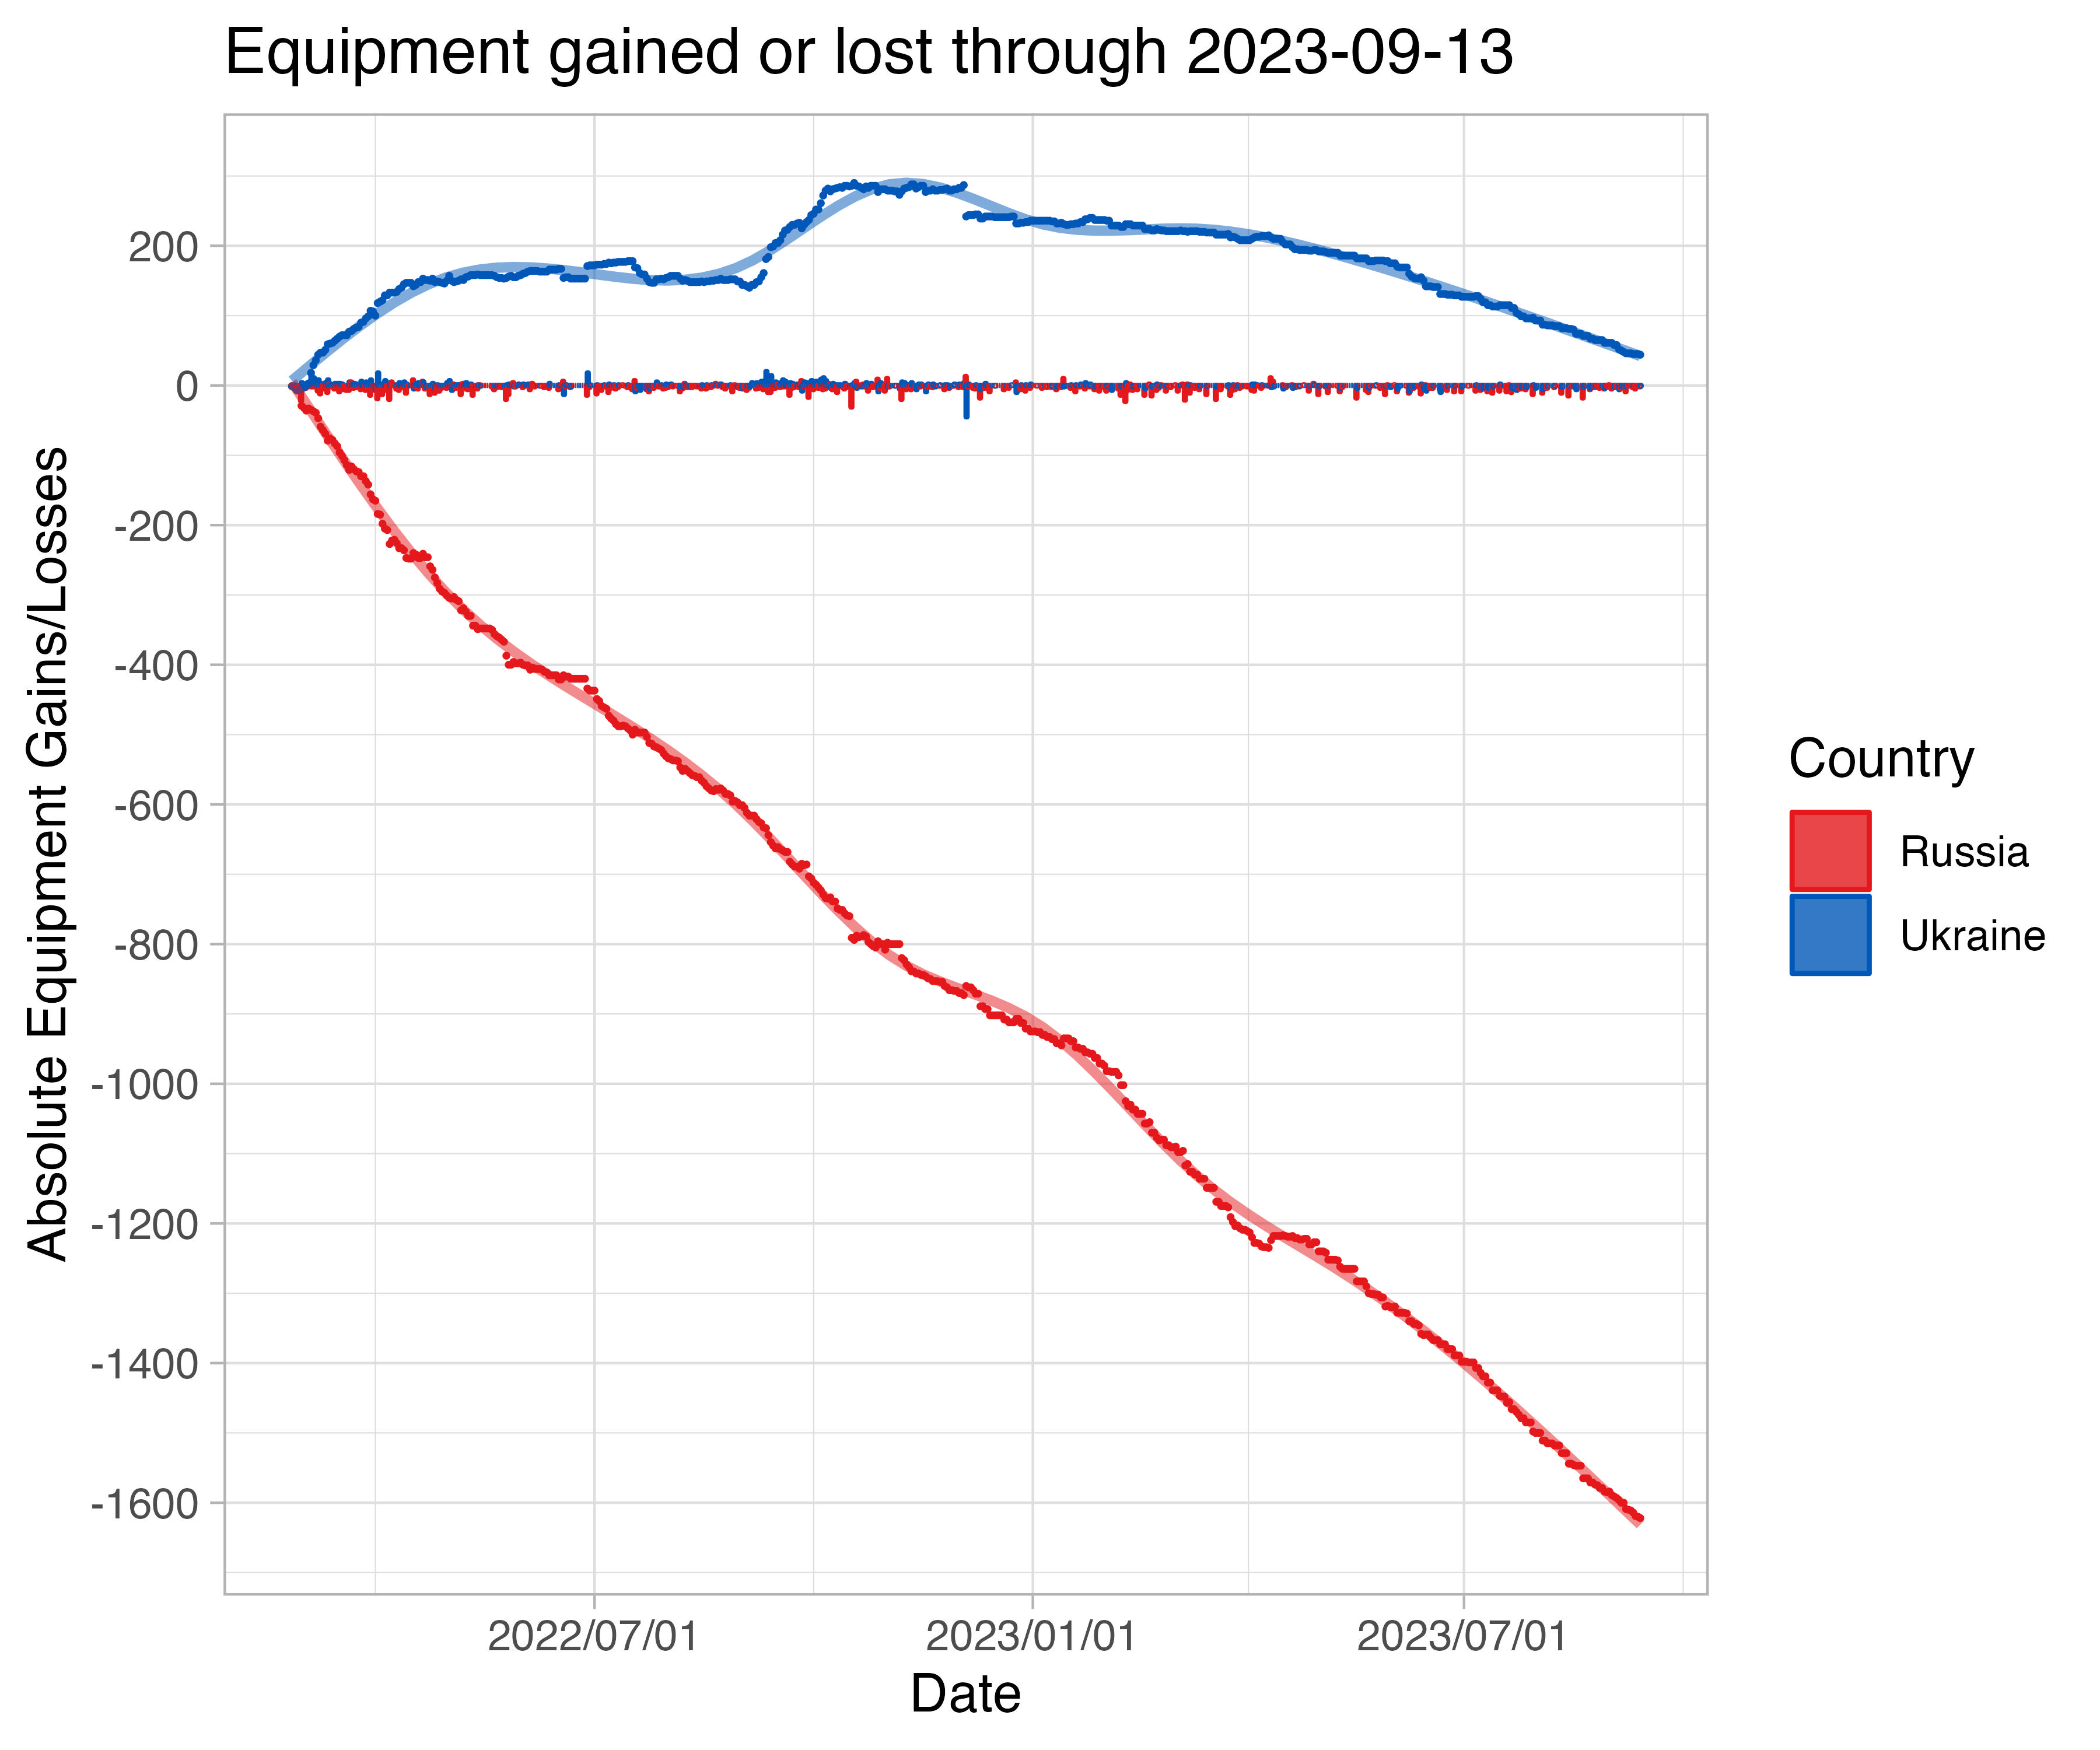 Equipment gained or lost through 2023-09-13
Absolute Equipment Gains/Losses
200
0
-200
-400
-600
-800
-1000
-1200
-1400
-1600
2022/07/01
2023/01/01
2023/07/01
Date
Country
Russia
Ukraine